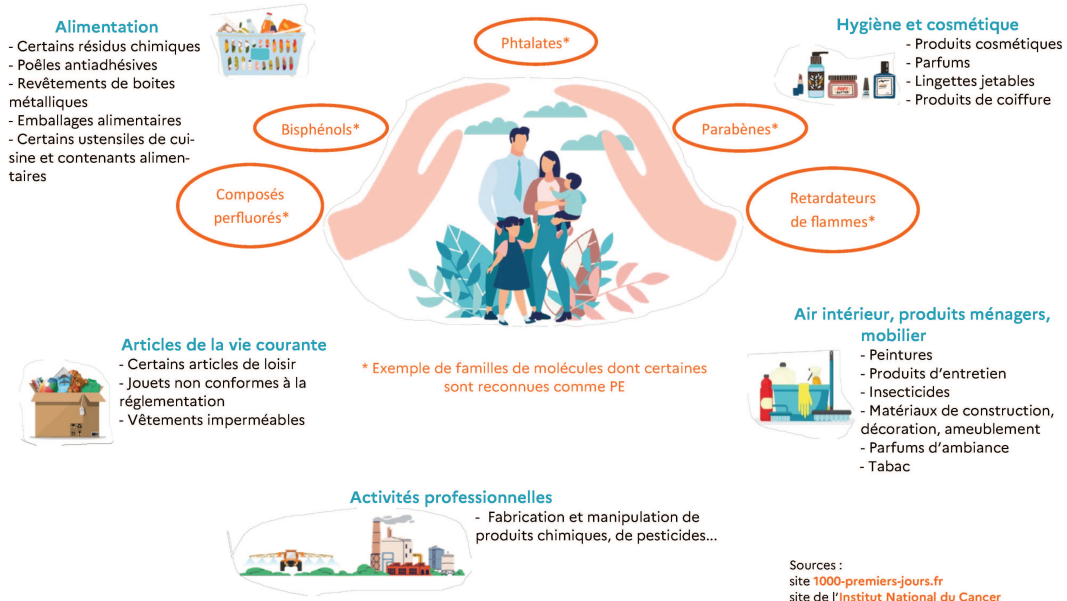 Alimentation
- Certains résidus chimiques
- Poêles antiadhésives
- Revêtements de boites
métalliques
- Emballages alimentaires
- Certains ustensiles de cui-
sine et contenants alimen-
taires
Phtalates*
Bisphénols*
Parabènes*
Composés
perfluorés*
Retardateurs
de flammes*
Hygiène et cosmétique
- Produits cosmétiques
- Parfums
- Lingettes jetables
- Produits de coiffure
Articles de la vie courante
- Certains articles de loisir
- Jouets non conformes à la
réglementation
- Vêtements imperméables
* Exemple de familles de molécules dont certaines
sont reconnues comme PE
Air intérieur, produits ménagers,
mobilier
- Peintures
- Produits d'entretien
- Insecticides
- Matériaux de construction,
décoration, ameublement
- Parfums d'ambiance
- Tabac
Activités professionnelles
- Fabrication et manipulation de
produits chimiques, de pesticides...
Sources :
site 1000-premiers-jours.fr
site de l'Institut National du Cancer